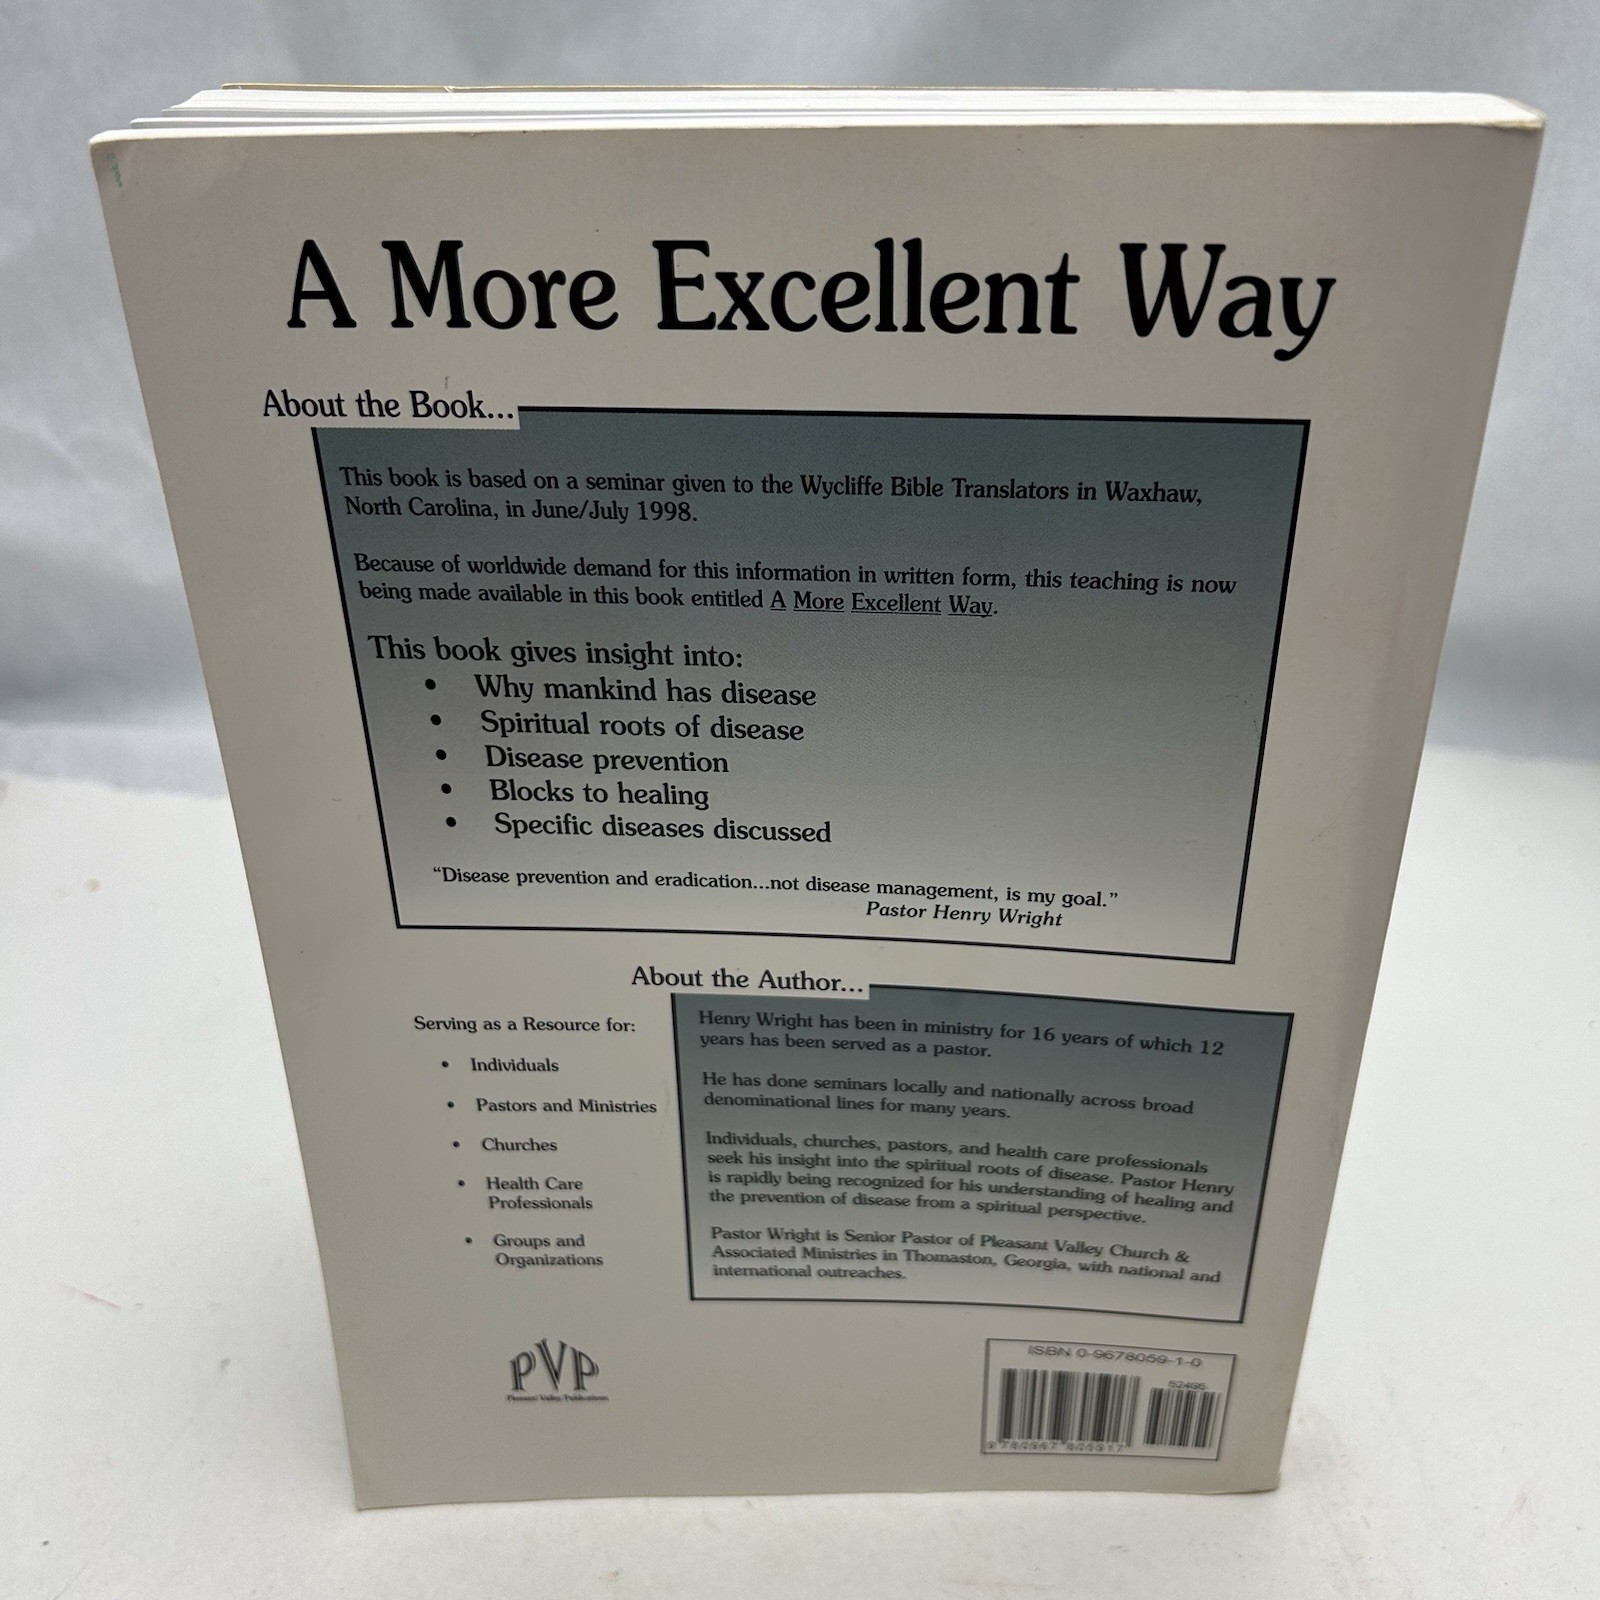 A More Excellent Way
About the Book...
This book is based on a seminar given to the Wycliffe Bible Translators in Waxhaw,
North Carolina, in June/July 1998.
Because of worldwide demand for this information in written form, this teaching is now
being made available in this book entitled A More Excellent Way.
This book gives insight into:
• Why mankind has disease
• Spiritual roots of disease
• Disease prevention
• Blocks to healing
• Specific diseases discussed
“Disease prevention and eradication...not disease management, is my goal.”
Pastor Henry Wright
About the Author...
Serving as a Resource for:
• Individuals
• Pastors and Ministries
• Churches
• Health Care
Professionals
• Groups and
Organizations
Henry Wright has been in ministry for 16 years of which 12
years has been served as a pastor.
He has done seminars locally and nationally across broad
denominational lines for many years.
Individuals, churches, pastors, and health care professionals
seek his insight into the spiritual roots of disease. Pastor Henry
is rapidly being recognized for his understanding of healing and
the prevention of disease from a spiritual perspective.
Pastor Wright is Senior Pastor of Pleasant Valley Church &
Associated Ministries in Thomaston, Georgia, with national and
international outreaches.
PVP
Pleasant Valley Publications
ISBN 0-9678059-1-0
52495
9 780967 805917